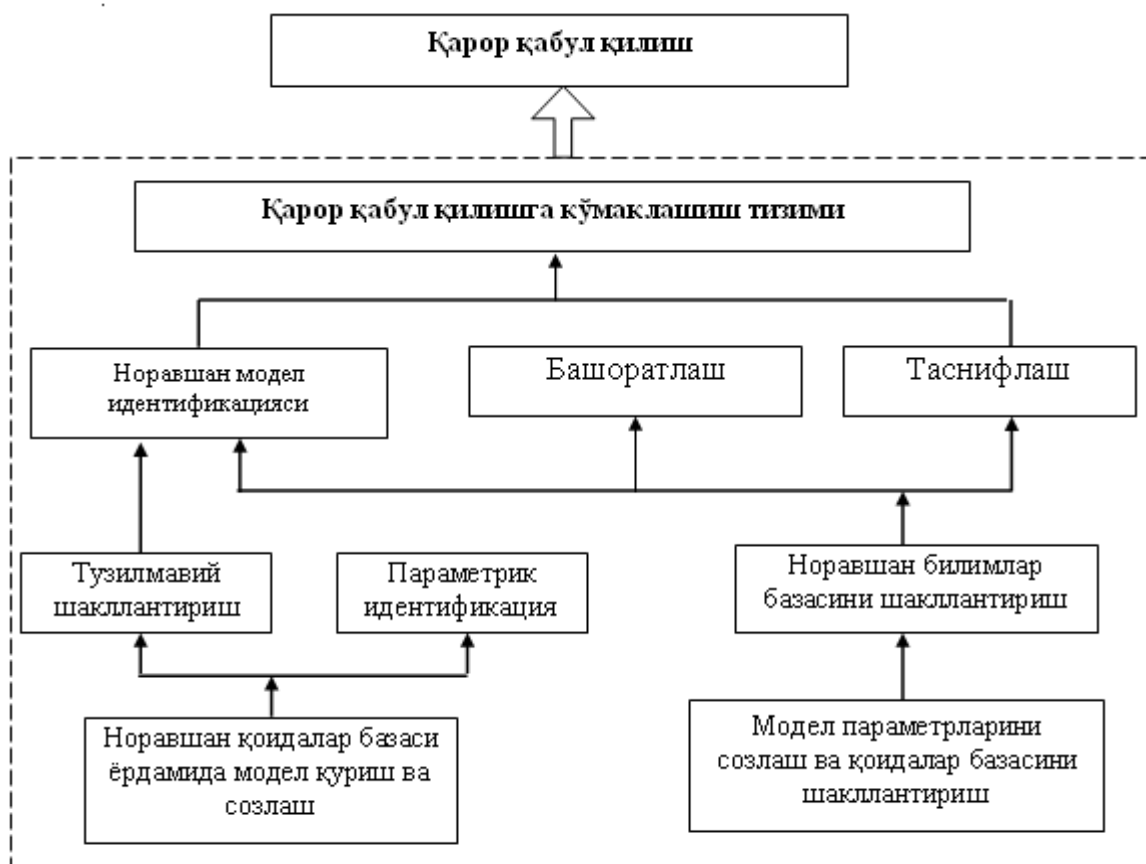 Қарор қабул қилиш
Қарор қабул қилишга кўмаклашиш тизими
Норавшан модел
идентификацияси
Башоратлаш
Таснифлаш
Тузилмавий
шакллантириш
Параметрик
идентификация
Норавшан билимлар
базасини шакллантириш
Норавшан қоидалар базаси
ёрдамида модел қуриш ва
созлаш
Модел параметрларини
созлаш ва қоидалар базасини
шакллантириш